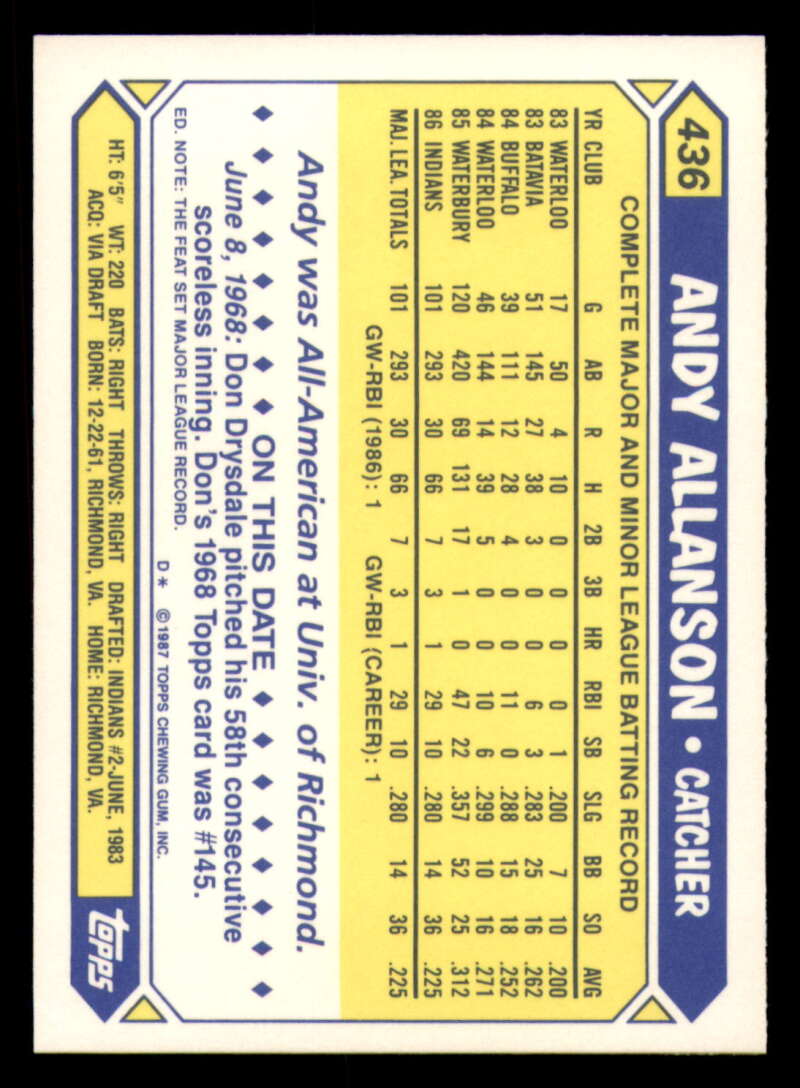 436
ANDY ALLANSON • CATCHER
COMPLETE MAJOR AND MINOR LEAGUE BATTING RECORD
YR CLUB G AB R H 2B 3B HR RBI SB SLG BB SO AVG
83 WATERLOO 17 50 4 10 0 0 0 0 1 .200 7 10 .200
83 BATAVIA 51 145 27 38 3 0 0 6 3 .283 25 16 .262
84 BUFFALO 39 111 12 28 4 0 0 11 0 .288 15 18 .252
84 WATERLOO 46 144 14 39 5 0 0 10 6 .299 10 16 .271
85 WATERBURY 120 420 69 131 17 1 0 47 22 .357 52 25 .312
86 INDIANS 101 293 30 66 7 3 1 29 10 .280 14 36 .225
MAJ. LEA. TOTALS 101 293 30 66 7 3 1 29 10 .280 14 36 .225
GW-RBI (1986): 1 GW-RBI (CAREER): 1
Andy was All-American at Univ. of Richmond.
◆ ◆ ◆ ◆ ◆ ◆ ON THIS DATE ◆ ◆ ◆ ◆ ◆ ◆ ◆ ◆
June 8, 1968: Don Drysdale pitched his 58th consecutive
scoreless inning. Don's 1968 Topps card was #145.
ED. NOTE: THE FEAT SET MAJOR LEAGUE RECORD.
D* ©1987 TOPPS CHEWING GUM, INC.
HT: 6'5" WT: 220 BATS: RIGHT THROWS: RIGHT DRAFTED: INDIANS #2-JUNE, 1983
ACQ: VIA DRAFT BORN: 12-22-61, RICHMOND, VA. HOME: RICHMOND, VA.
topps